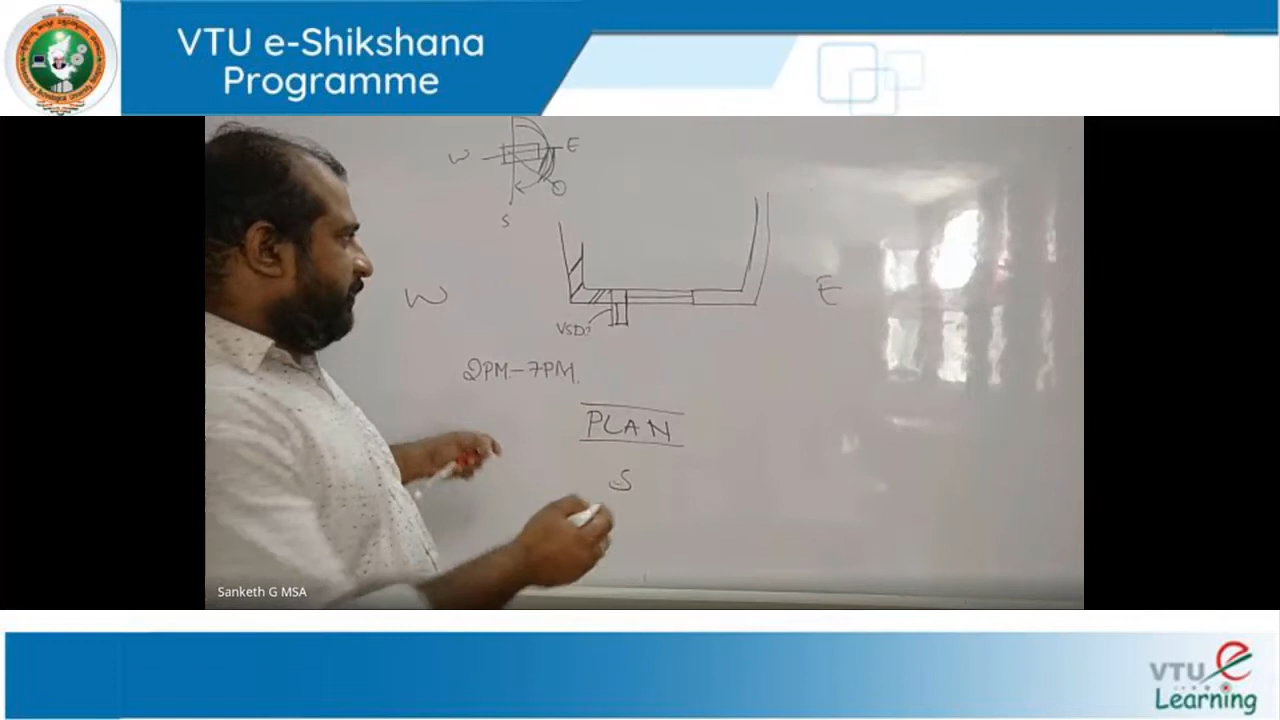 VTU e-Shikshana
Programme
W
E
S
W
E
VSD?
2PM-7PM.
PLAN
S
Sanketh G MSA
VTU e
Learning